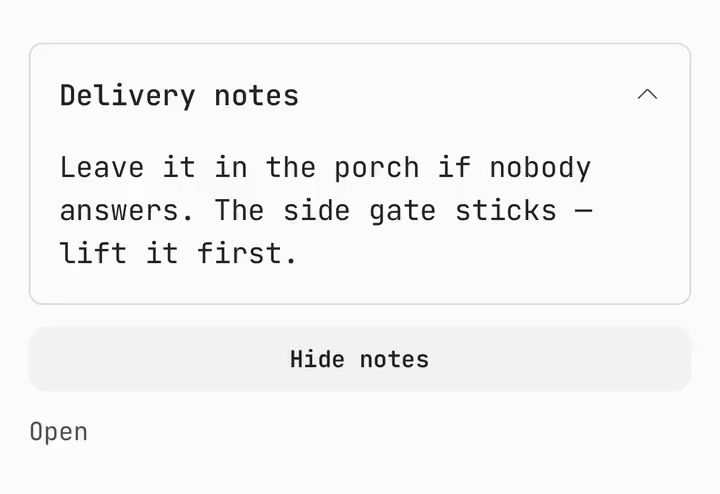 Delivery notes
Leave it in the porch if nobody
answers. The side gate sticks —
lift it first.
Hide notes
Open